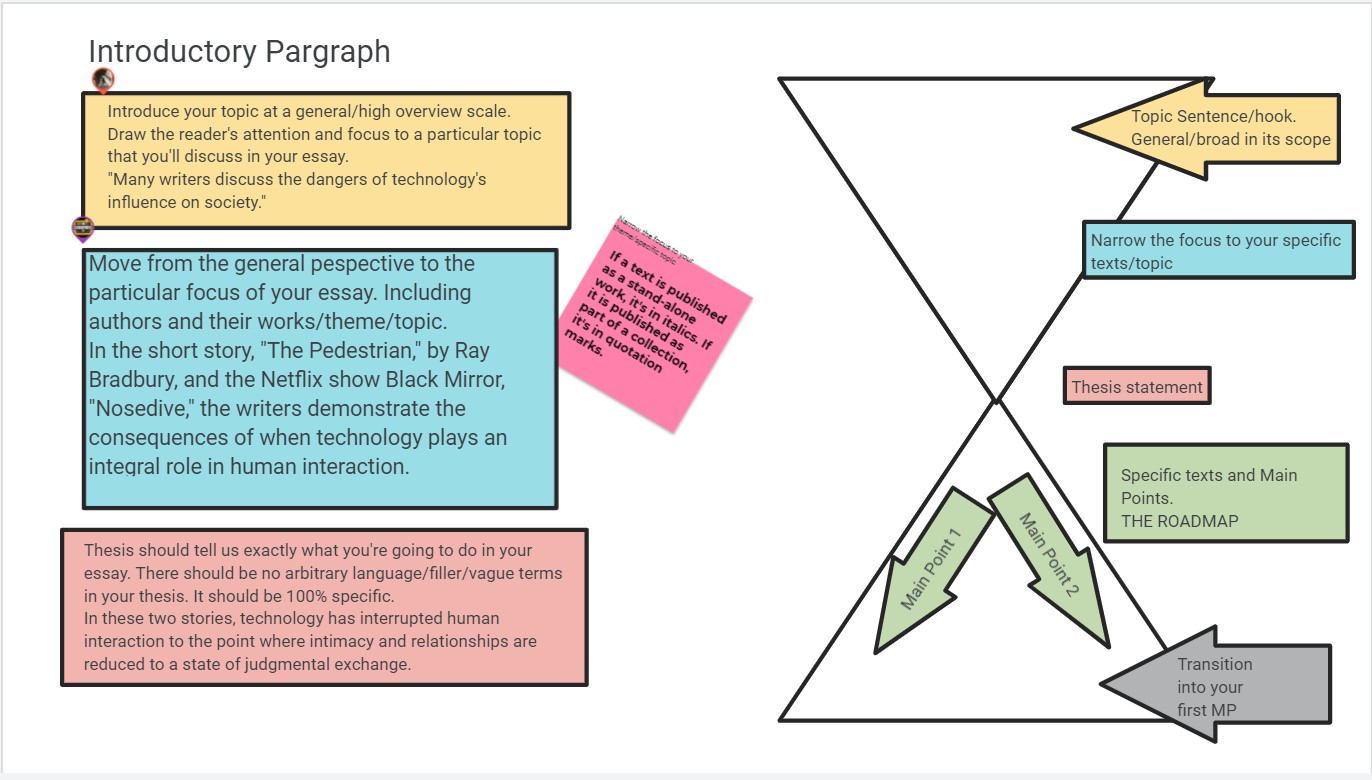 Introductory Pargraph
Introduce your topic at a general/high overview scale.
Draw the reader's attention and focus to a particular topic
that you'll discuss in your essay.
"Many writers discuss the dangers of technology's
influence on society."
Move from the general pespective to the
particular focus of your essay. Including
authors and their works/theme/topic.
In the short story, "The Pedestrian," by Ray
Bradbury, and the Netflix show Black Mirror,
"Nosedive," the writers demonstrate the
consequences of when technology plays an
integral role in human interaction.
Narrow the focus to your
theme/specific topic
If a text is published
as a stand-alone
work, it's in italics. If
it is published as
part of a collection,
it's in quotation
marks.
Thesis should tell us exactly what you're going to do in your
essay. There should be no arbitrary language/filler/vague terms
in your thesis. It should be 100% specific.
In these two stories, technology has interrupted human
interaction to the point where intimacy and relationships are
reduced to a state of judgmental exchange.
Topic Sentence/hook.
General/broad in its scope
Narrow the focus to your specific
texts/topic
Thesis statement
Specific texts and Main
Points.
THE ROADMAP
Main Point 1
Main Point 2
Transition
into your
first MP